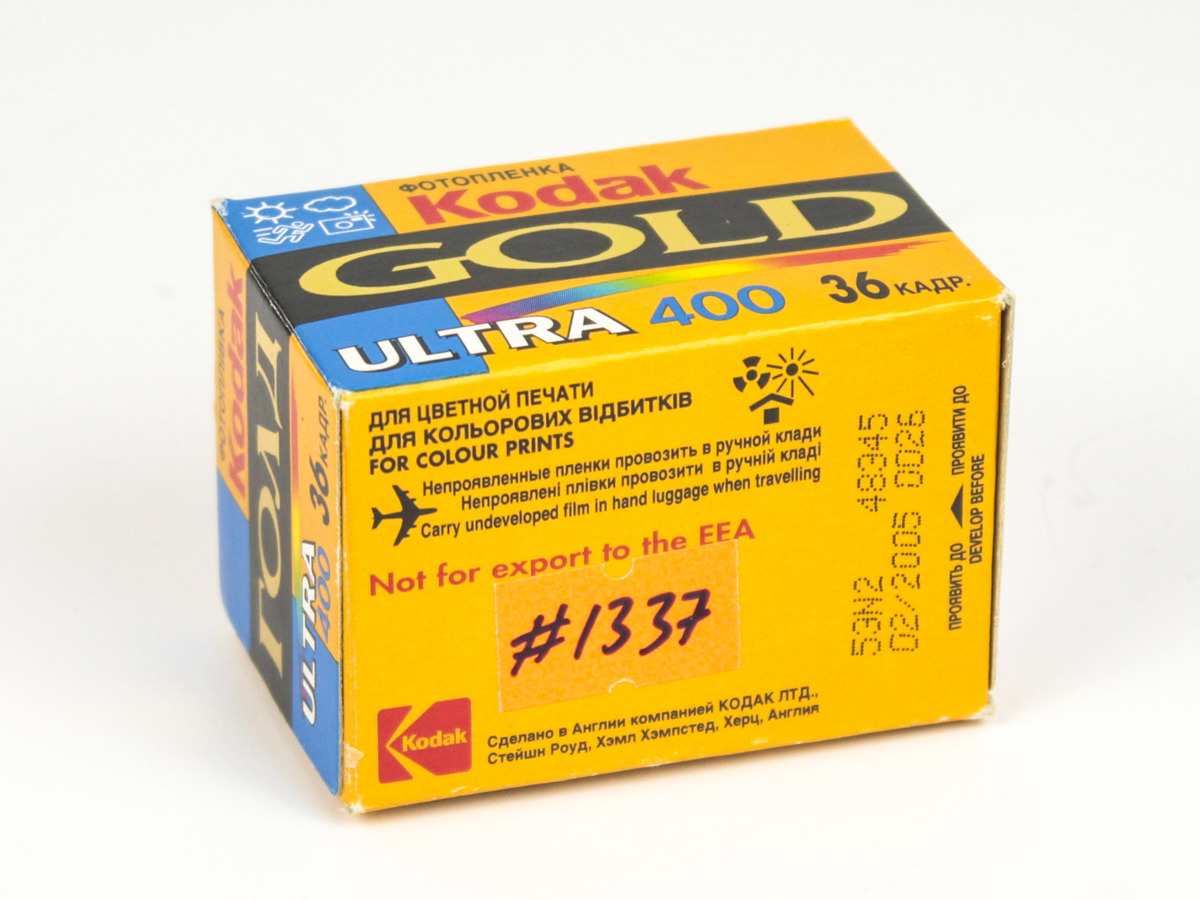 ФОТОПЛЕНКА
Kodak
GOLD
ULTRA 400 36 КАДР.
ФОТОПЛЕНКА
Kodak
ГОЛД
ULTRA
400 36 КАДР.
ДЛЯ ЦВЕТНОЙ ПЕЧАТИ
ДЛЯ КОЛЬОРОВИХ ВІДБИТКІВ
FOR COLOUR PRINTS
Непроявленные пленки провозить в ручной клади
Непроявлені плівки провозити в ручній кладі
Carry undeveloped film in hand luggage when travelling
Not for export to the EEA
#1337
Kodak
Сделано в Англии компанией КОДАК ЛТД.,
Стейшн Роуд, Хэмл Хэмпстед, Херц, Англия
53N2 48345
02/2005 0026
ПРОЯВИТЬ ДО ПРОЯВИТИ ДО
DEVELOP BEFORE